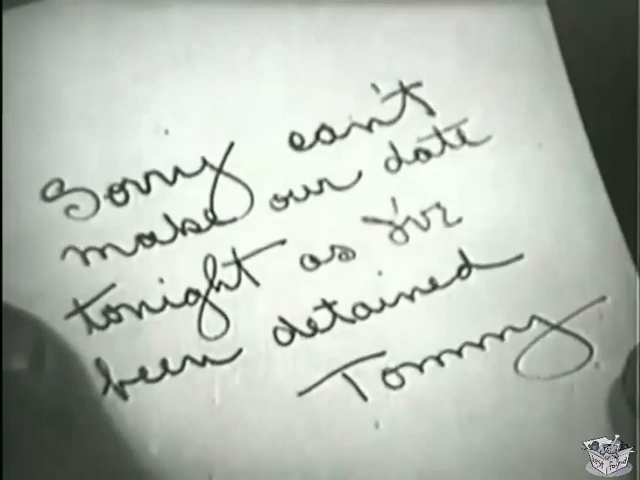 Sorry can't
make our date
tonight as I've
been detained
Tommy